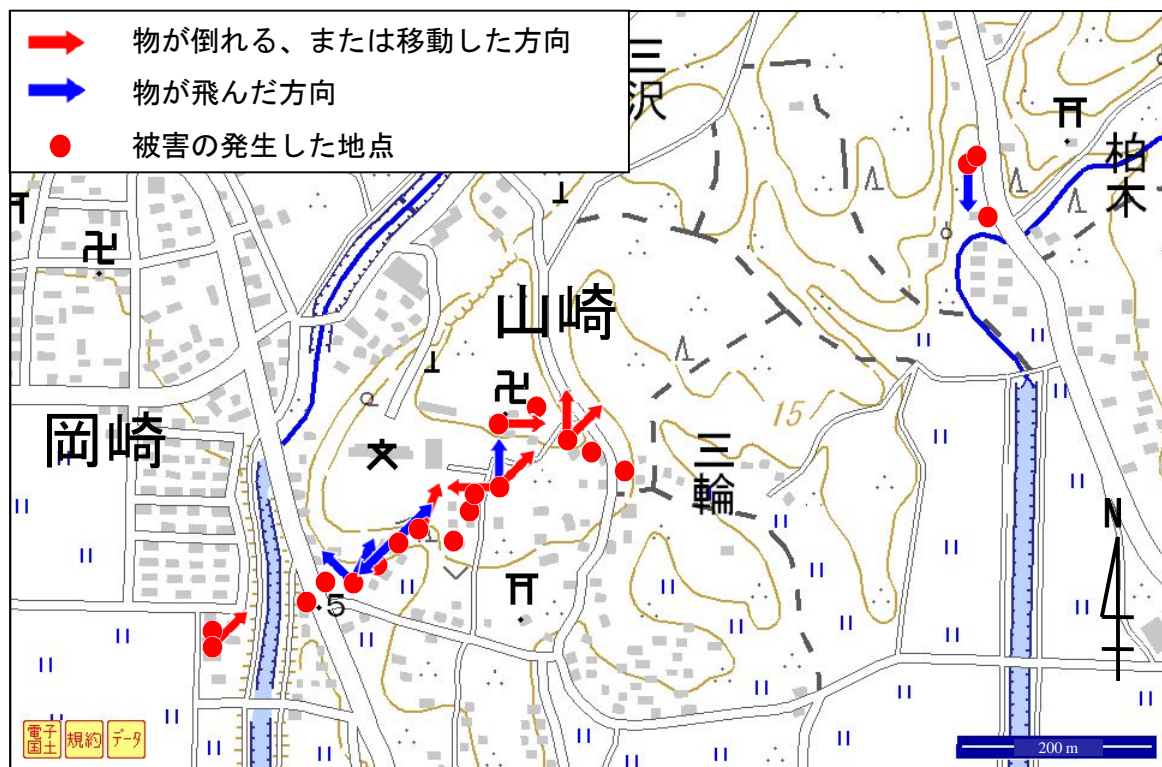 物が倒れる、または移動した方向
物が飛んだ方向
被害の発生した地点
三沢
柏木
山崎
岡崎
15
三輪
N
.5
電子国土
規約
データ
200 m